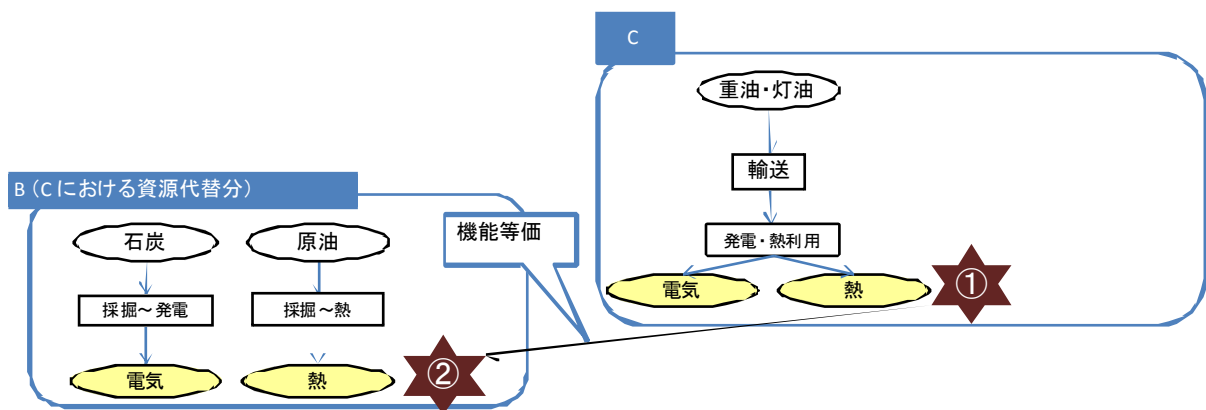 C
重油・灯油
輸送
発電・熱利用
電気
熱
①
B（Cにおける資源代替分）
石炭
原油
採掘～発電
採掘～熱
電気
熱
②
機能等価